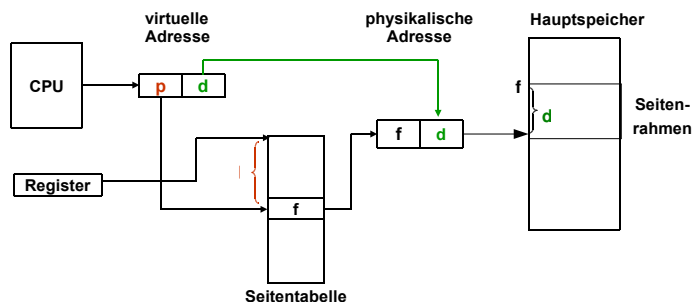 virtuelle
Adresse
physikalische
Adresse
Hauptspeicher
CPU
p d
f
d
Seiten-
rahmen
f d
Register
f
Seitentabelle